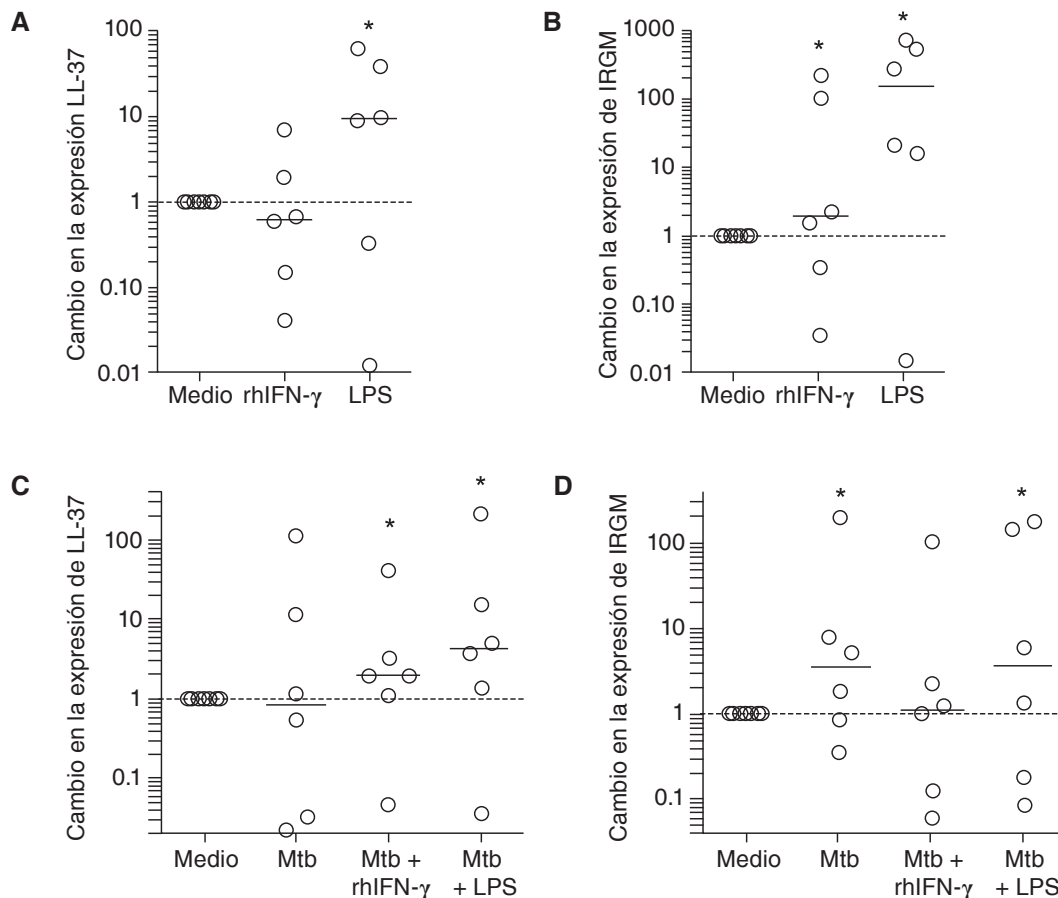 A
Cambio en la expresión LL-37
100
10
1
0.10
0.01
*
Medio rhIFN-γ LPS
B
Cambio en la expresión de IRGM
1000
100
10
1
0.1
0.01
*
*
Medio rhIFN-γ LPS
C
Cambio en la expresión de LL-37
100
10
1
0.1
*
*
Medio Mtb Mtb + Mtb
rhIFN-γ + LPS
D
Cambio en la expresión de IRGM
100
10
1
0.1
*
*
Medio Mtb Mtb + Mtb
rhIFN-γ + LPS